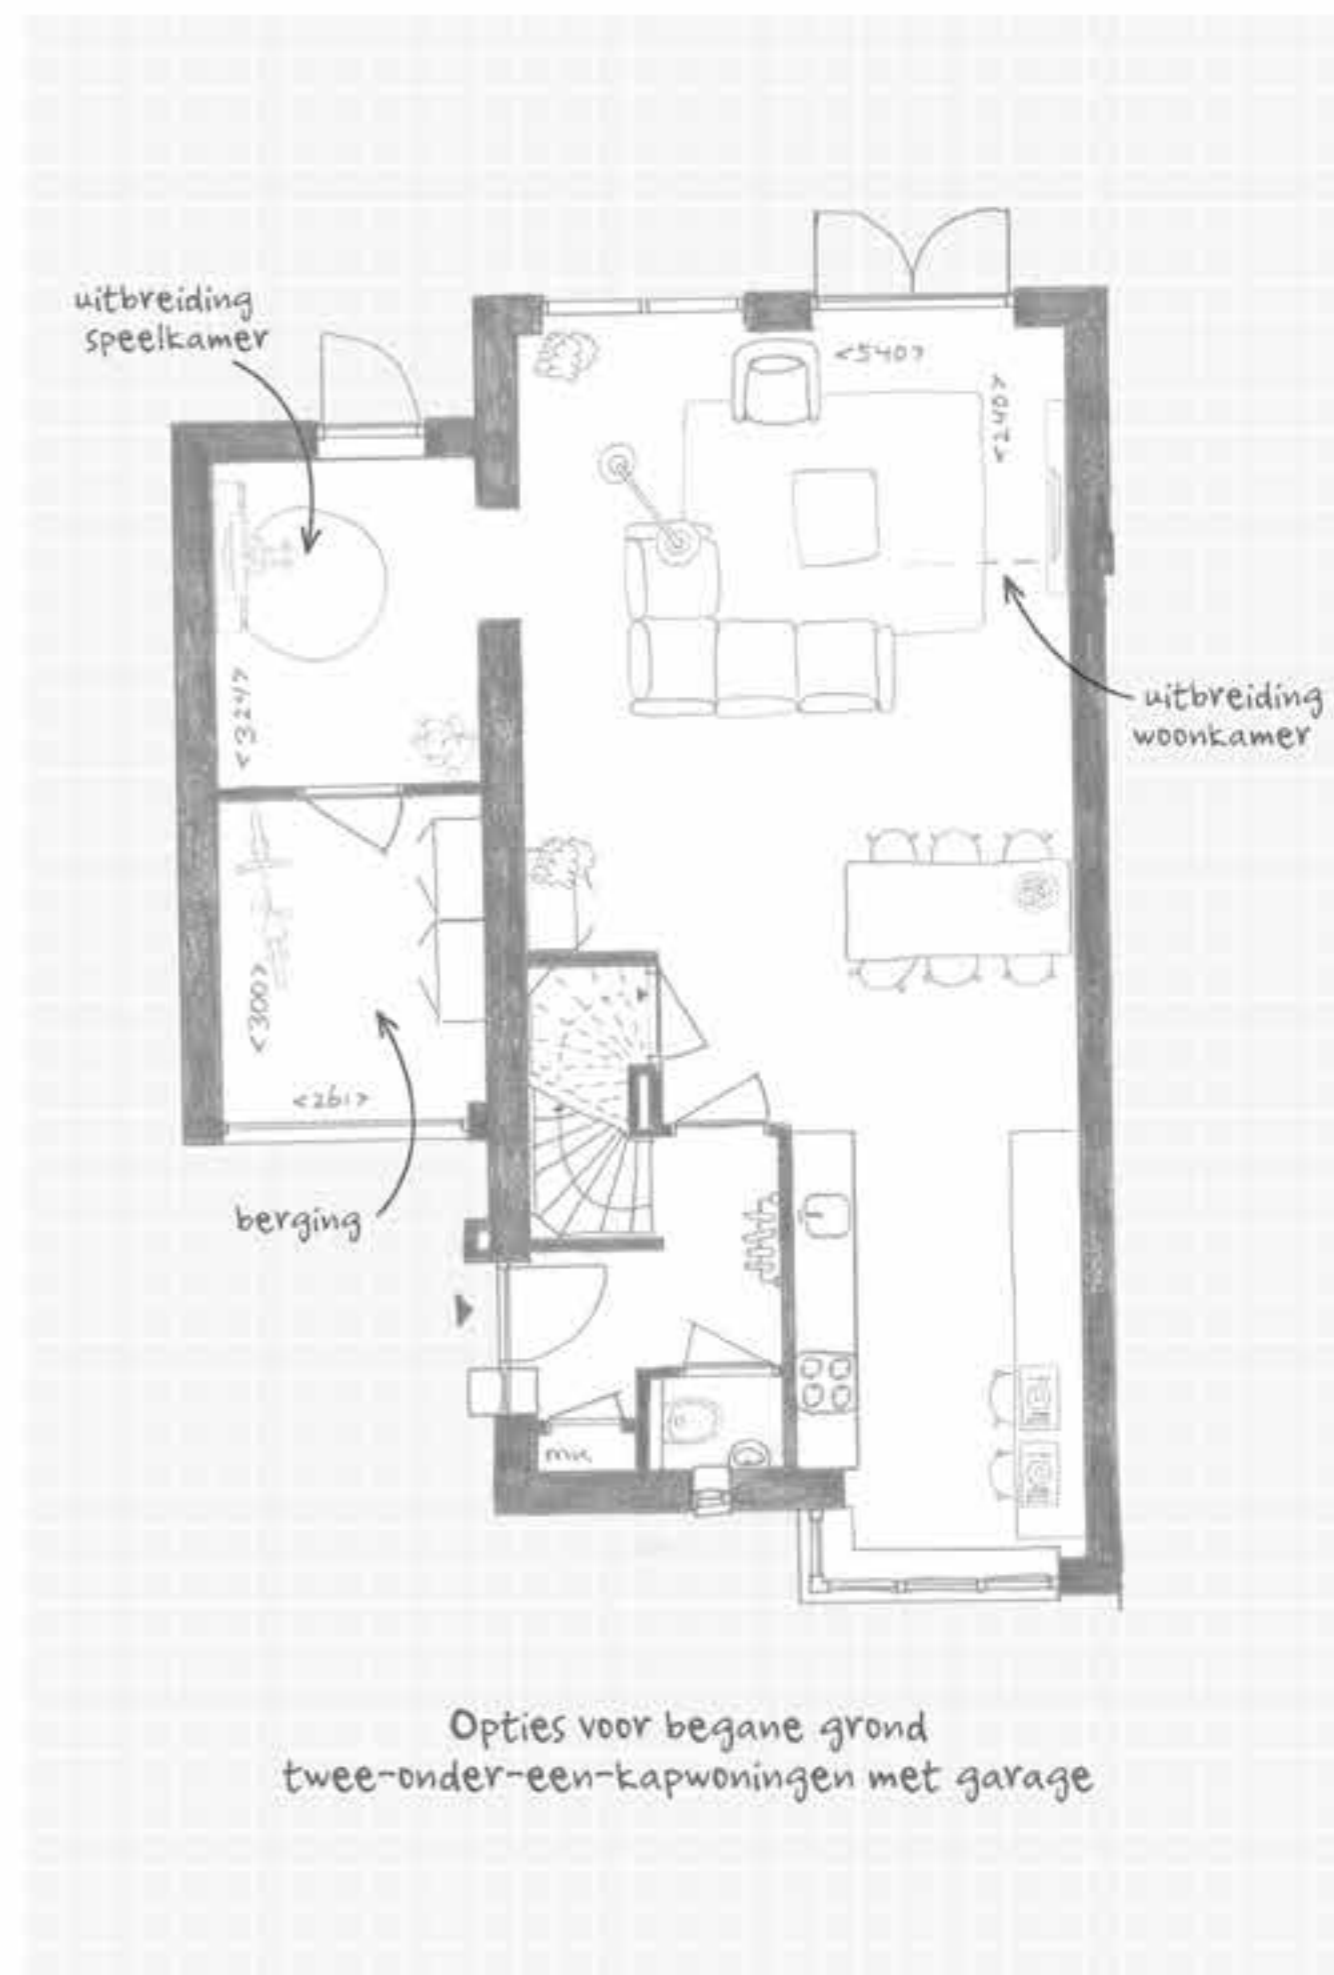 uitbreiding
speelkamer
<540>
<240>
<324>
uitbreiding
woonkamer
<300>
<261>
berging
mk
Opties voor begane grond
twee-onder-een-kapwoningen met garage